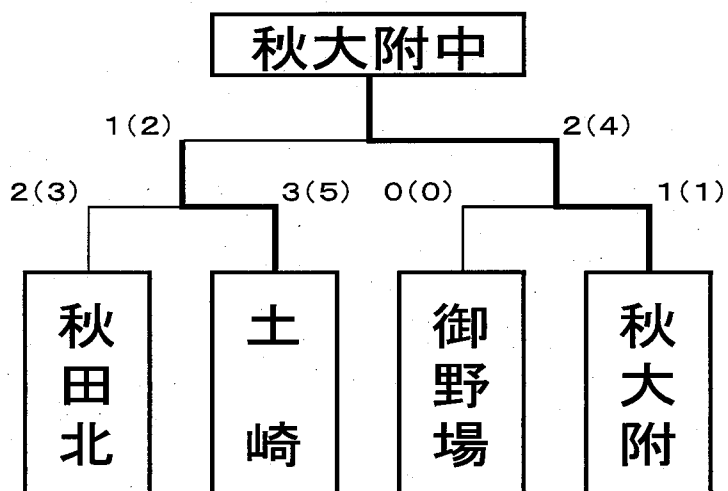 秋大附中
1(2)
2(4)
2(3)
3(5)
0(0)
1(1)
秋田北
土崎
御野場
秋大附